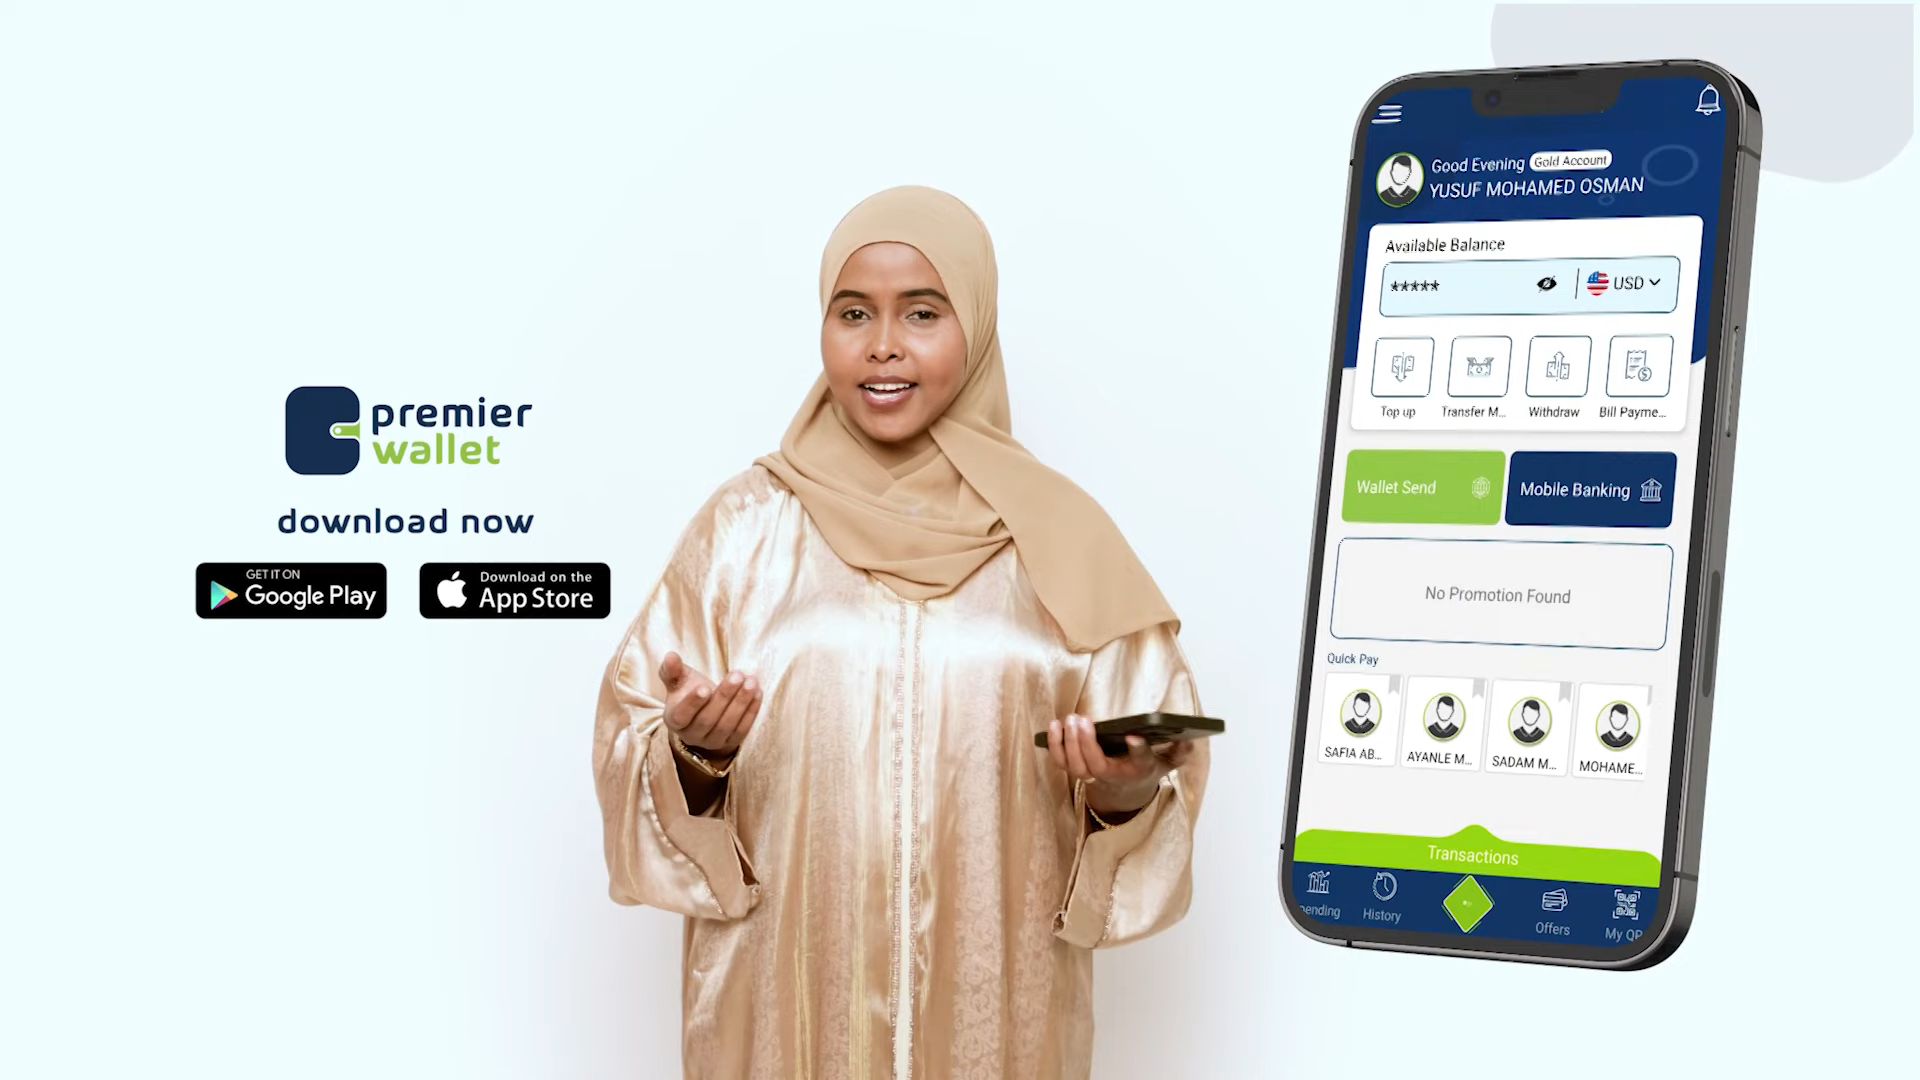 premier
wallet
download now
GET IT ON
Google Play
Download on the
App Store
Good Evening Gold Account
YUSUF MOHAMED OSMAN
Available Balance
***** USD
Top up Transfer M... Withdraw Bill Payme...
Wallet Send Mobile Banking
No Promotion Found
Quick Pay
SAFIA AB... AYANLE M... SADAM M... MOHAME...
Transactions
ending History Offers My QR